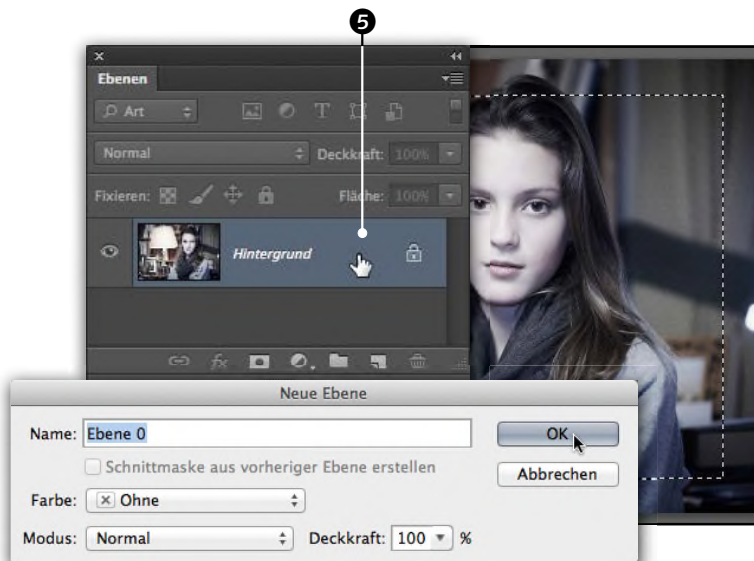 5
Ebenen
Art
Normal Deckkraft: 100%
Fixieren: Fläche: 100%
Hintergrund
fx
Neue Ebene
Name: Ebene 0 OK
Schnittmaske aus vorheriger Ebene erstellen Abbrechen
Farbe: Ohne
Modus: Normal Deckkraft: 100 %